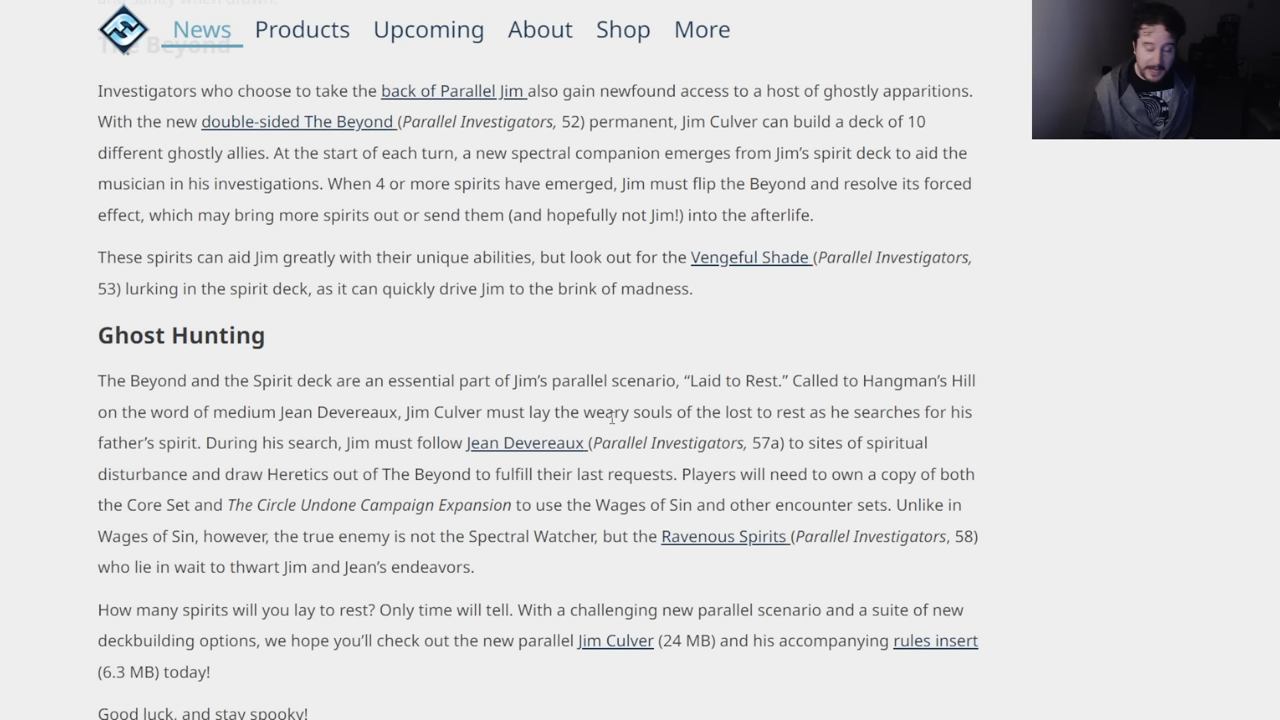 and sanity when drawn.
News Products Upcoming About Shop More
The Beyond
Investigators who choose to take the back of Parallel Jim also gain newfound access to a host of ghostly apparitions.
With the new double-sided The Beyond (Parallel Investigators, 52) permanent, Jim Culver can build a deck of 10
different ghostly allies. At the start of each turn, a new spectral companion emerges from Jim’s spirit deck to aid the
musician in his investigations. When 4 or more spirits have emerged, Jim must flip the Beyond and resolve its forced
effect, which may bring more spirits out or send them (and hopefully not Jim!) into the afterlife.
These spirits can aid Jim greatly with their unique abilities, but look out for the Vengeful Shade (Parallel Investigators,
53) lurking in the spirit deck, as it can quickly drive Jim to the brink of madness.
Ghost Hunting
The Beyond and the Spirit deck are an essential part of Jim’s parallel scenario, “Laid to Rest.” Called to Hangman’s Hill
on the word of medium Jean Devereaux, Jim Culver must lay the weary souls of the lost to rest as he searches for his
father’s spirit. During his search, Jim must follow Jean Devereaux (Parallel Investigators, 57a) to sites of spiritual
disturbance and draw Heretics out of The Beyond to fulfill their last requests. Players will need to own a copy of both
the Core Set and The Circle Undone Campaign Expansion to use the Wages of Sin and other encounter sets. Unlike in
Wages of Sin, however, the true enemy is not the Spectral Watcher, but the Ravenous Spirits (Parallel Investigators, 58)
who lie in wait to thwart Jim and Jean’s endeavors.
How many spirits will you lay to rest? Only time will tell. With a challenging new parallel scenario and a suite of new
deckbuilding options, we hope you’ll check out the new parallel Jim Culver (24 MB) and his accompanying rules insert
(6.3 MB) today!
Good luck, and stay spooky!